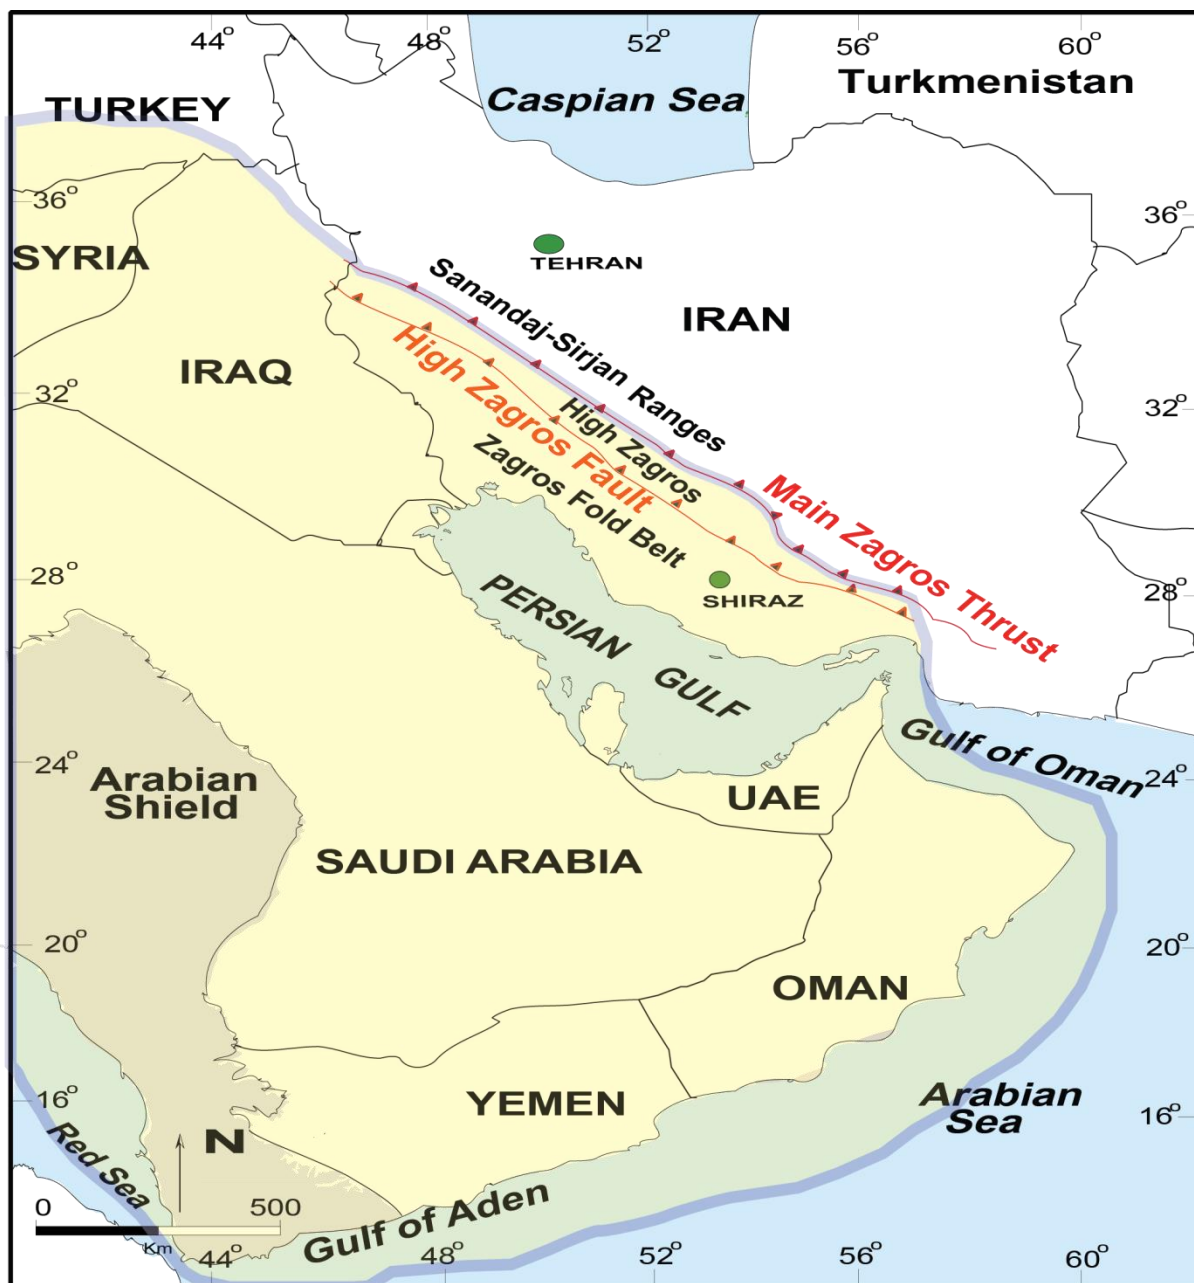 44°
48°
52°
56°
60°
Turkmenistan
Caspian Sea
TURKEY
36°
36°
SYRIA
TEHRAN
Sanandaj-Sirjan Ranges
IRAN
IRAQ
High Zagros Fault
High Zagros
32°
32°
Zagros Fold Belt
Main Zagros Thrust
28°
28°
SHIRAZ
PERSIAN GULF
Gulf of Oman
24°
24°
Arabian
Shield
UAE
SAUDI ARABIA
20°
20°
OMAN
16°
16°
YEMEN
Arabian
Sea
Red Sea
N
0
500
Km
Gulf of Aden
44°
48°
52°
56°
60°